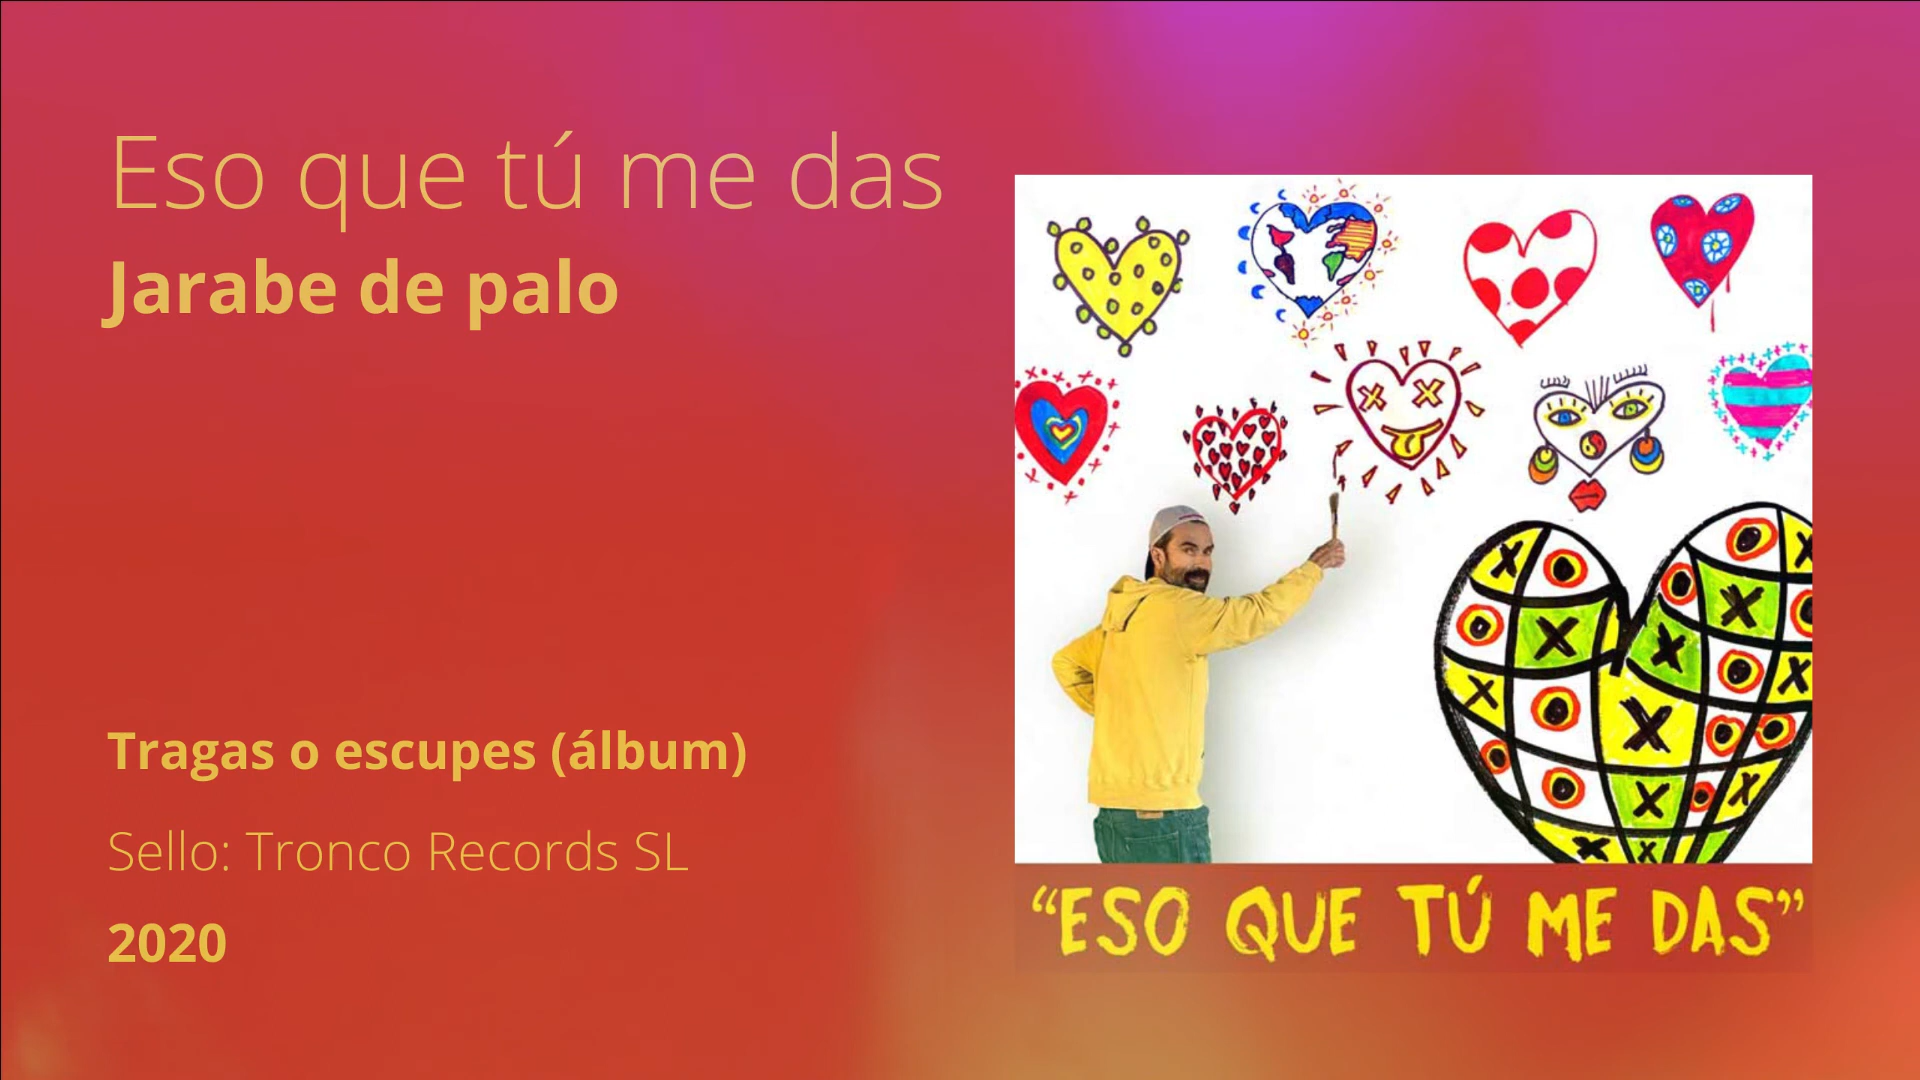 Eso que tú me das
Jarabe de palo
Tragas o escupes (álbum)
Sello: Tronco Records SL
2020
“ESO QUE TÚ ME DAS”